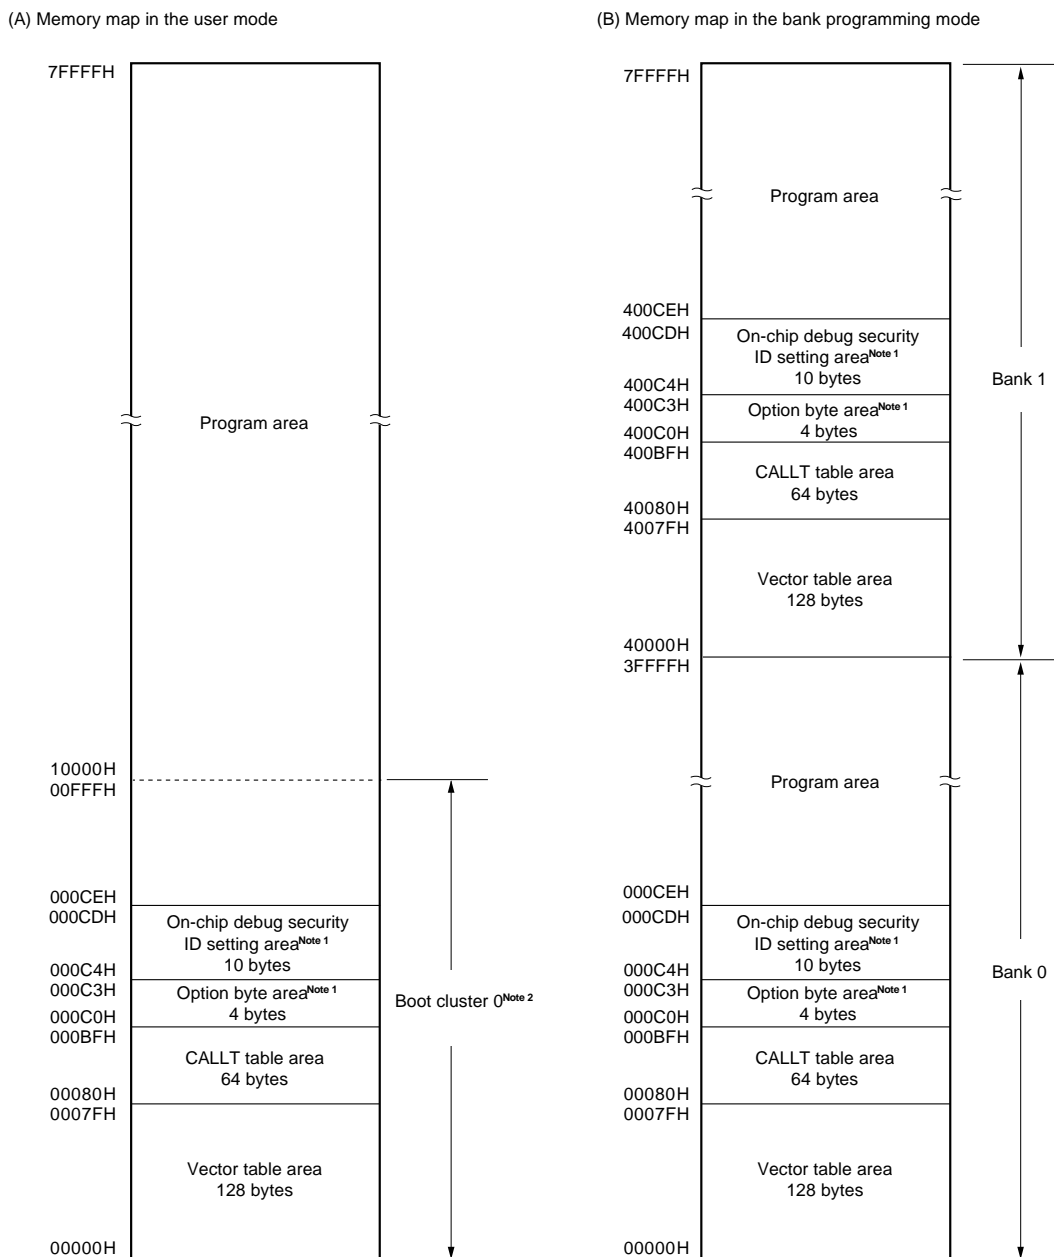 (A) Memory map in the user mode
7FFFFH
Program area
10000H
00FFFH
000CEH
000CDH
On-chip debug security
ID setting areaNote 1
10 bytes
000C4H
000C3H
Option byte areaNote 1
4 bytes
000C0H
000BFH
CALLT table area
64 bytes
00080H
0007FH
Vector table area
128 bytes
00000H
Boot cluster 0Note 2
(B) Memory map in the bank programming mode
7FFFFH
Program area
400CEH
400CDH
On-chip debug security
ID setting areaNote 1
10 bytes
400C4H
400C3H
Option byte areaNote 1
4 bytes
400C0H
400BFH
CALLT table area
64 bytes
40080H
4007FH
Vector table area
128 bytes
40000H
Bank 1
3FFFFH
Program area
000CEH
000CDH
On-chip debug security
ID setting areaNote 1
10 bytes
000C4H
000C3H
Option byte areaNote 1
4 bytes
000C0H
000BFH
CALLT table area
64 bytes
00080H
0007FH
Vector table area
128 bytes
00000H
Bank 0